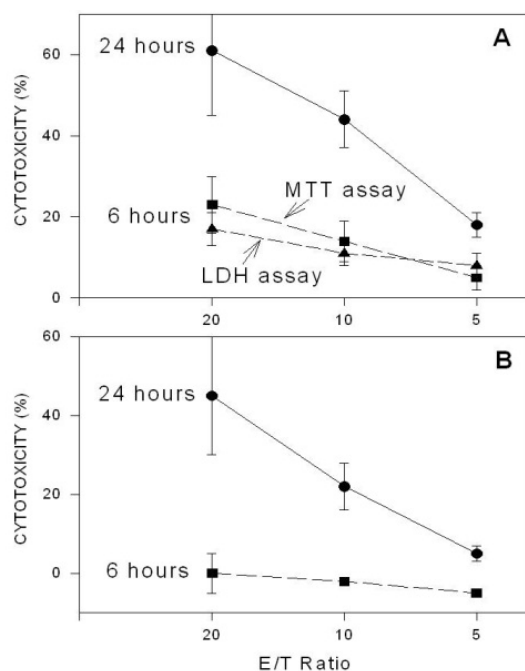 A
24 hours
60
CYTOTOXICITY (%)
40
MTT assay
20
6 hours
LDH assay
0
20 10 5
B
60
24 hours
40
CYTOTOXICITY (%)
20
6 hours
0
20 10 5
E/T Ratio